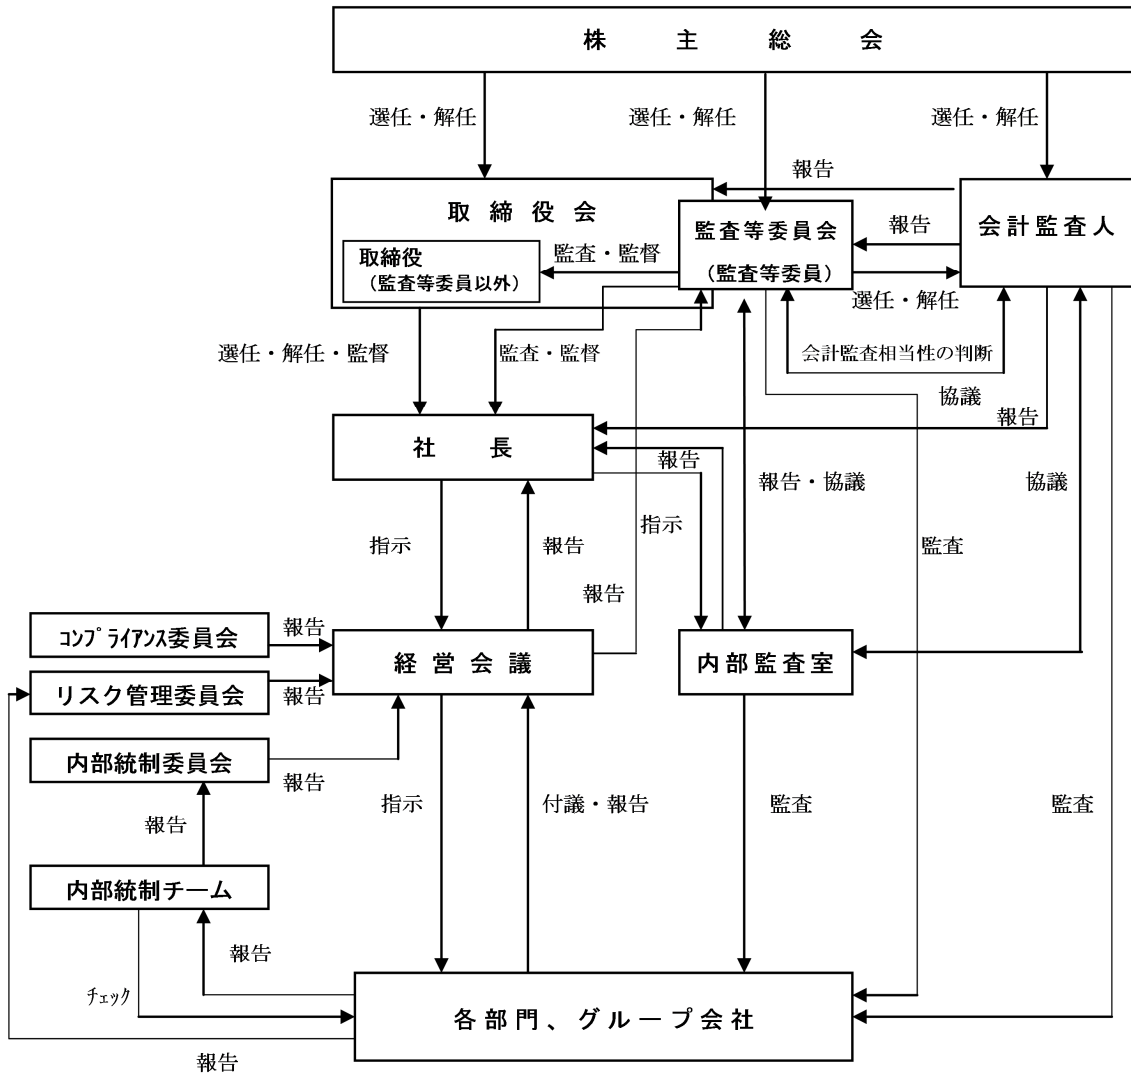 株主総会
選任・解任
選任・解任
選任・解任
報告
取締役会
監査等委員会
（監査等委員）
会計監査人
報告
取締役
（監査等委員以外）
監査・監督
選任・解任
選任・解任・監督
監査・監督
会計監査相当性の判断
協議
報告
社長
報告
報告・協議
協議
指示
報告
指示
監査
報告
コンプライアンス委員会
報告
経営会議
内部監査室
リスク管理委員会
報告
内部統制委員会
報告
指示
付議・報告
監査
監査
報告
内部統制チーム
報告
チェック
各部門、グループ会社
報告